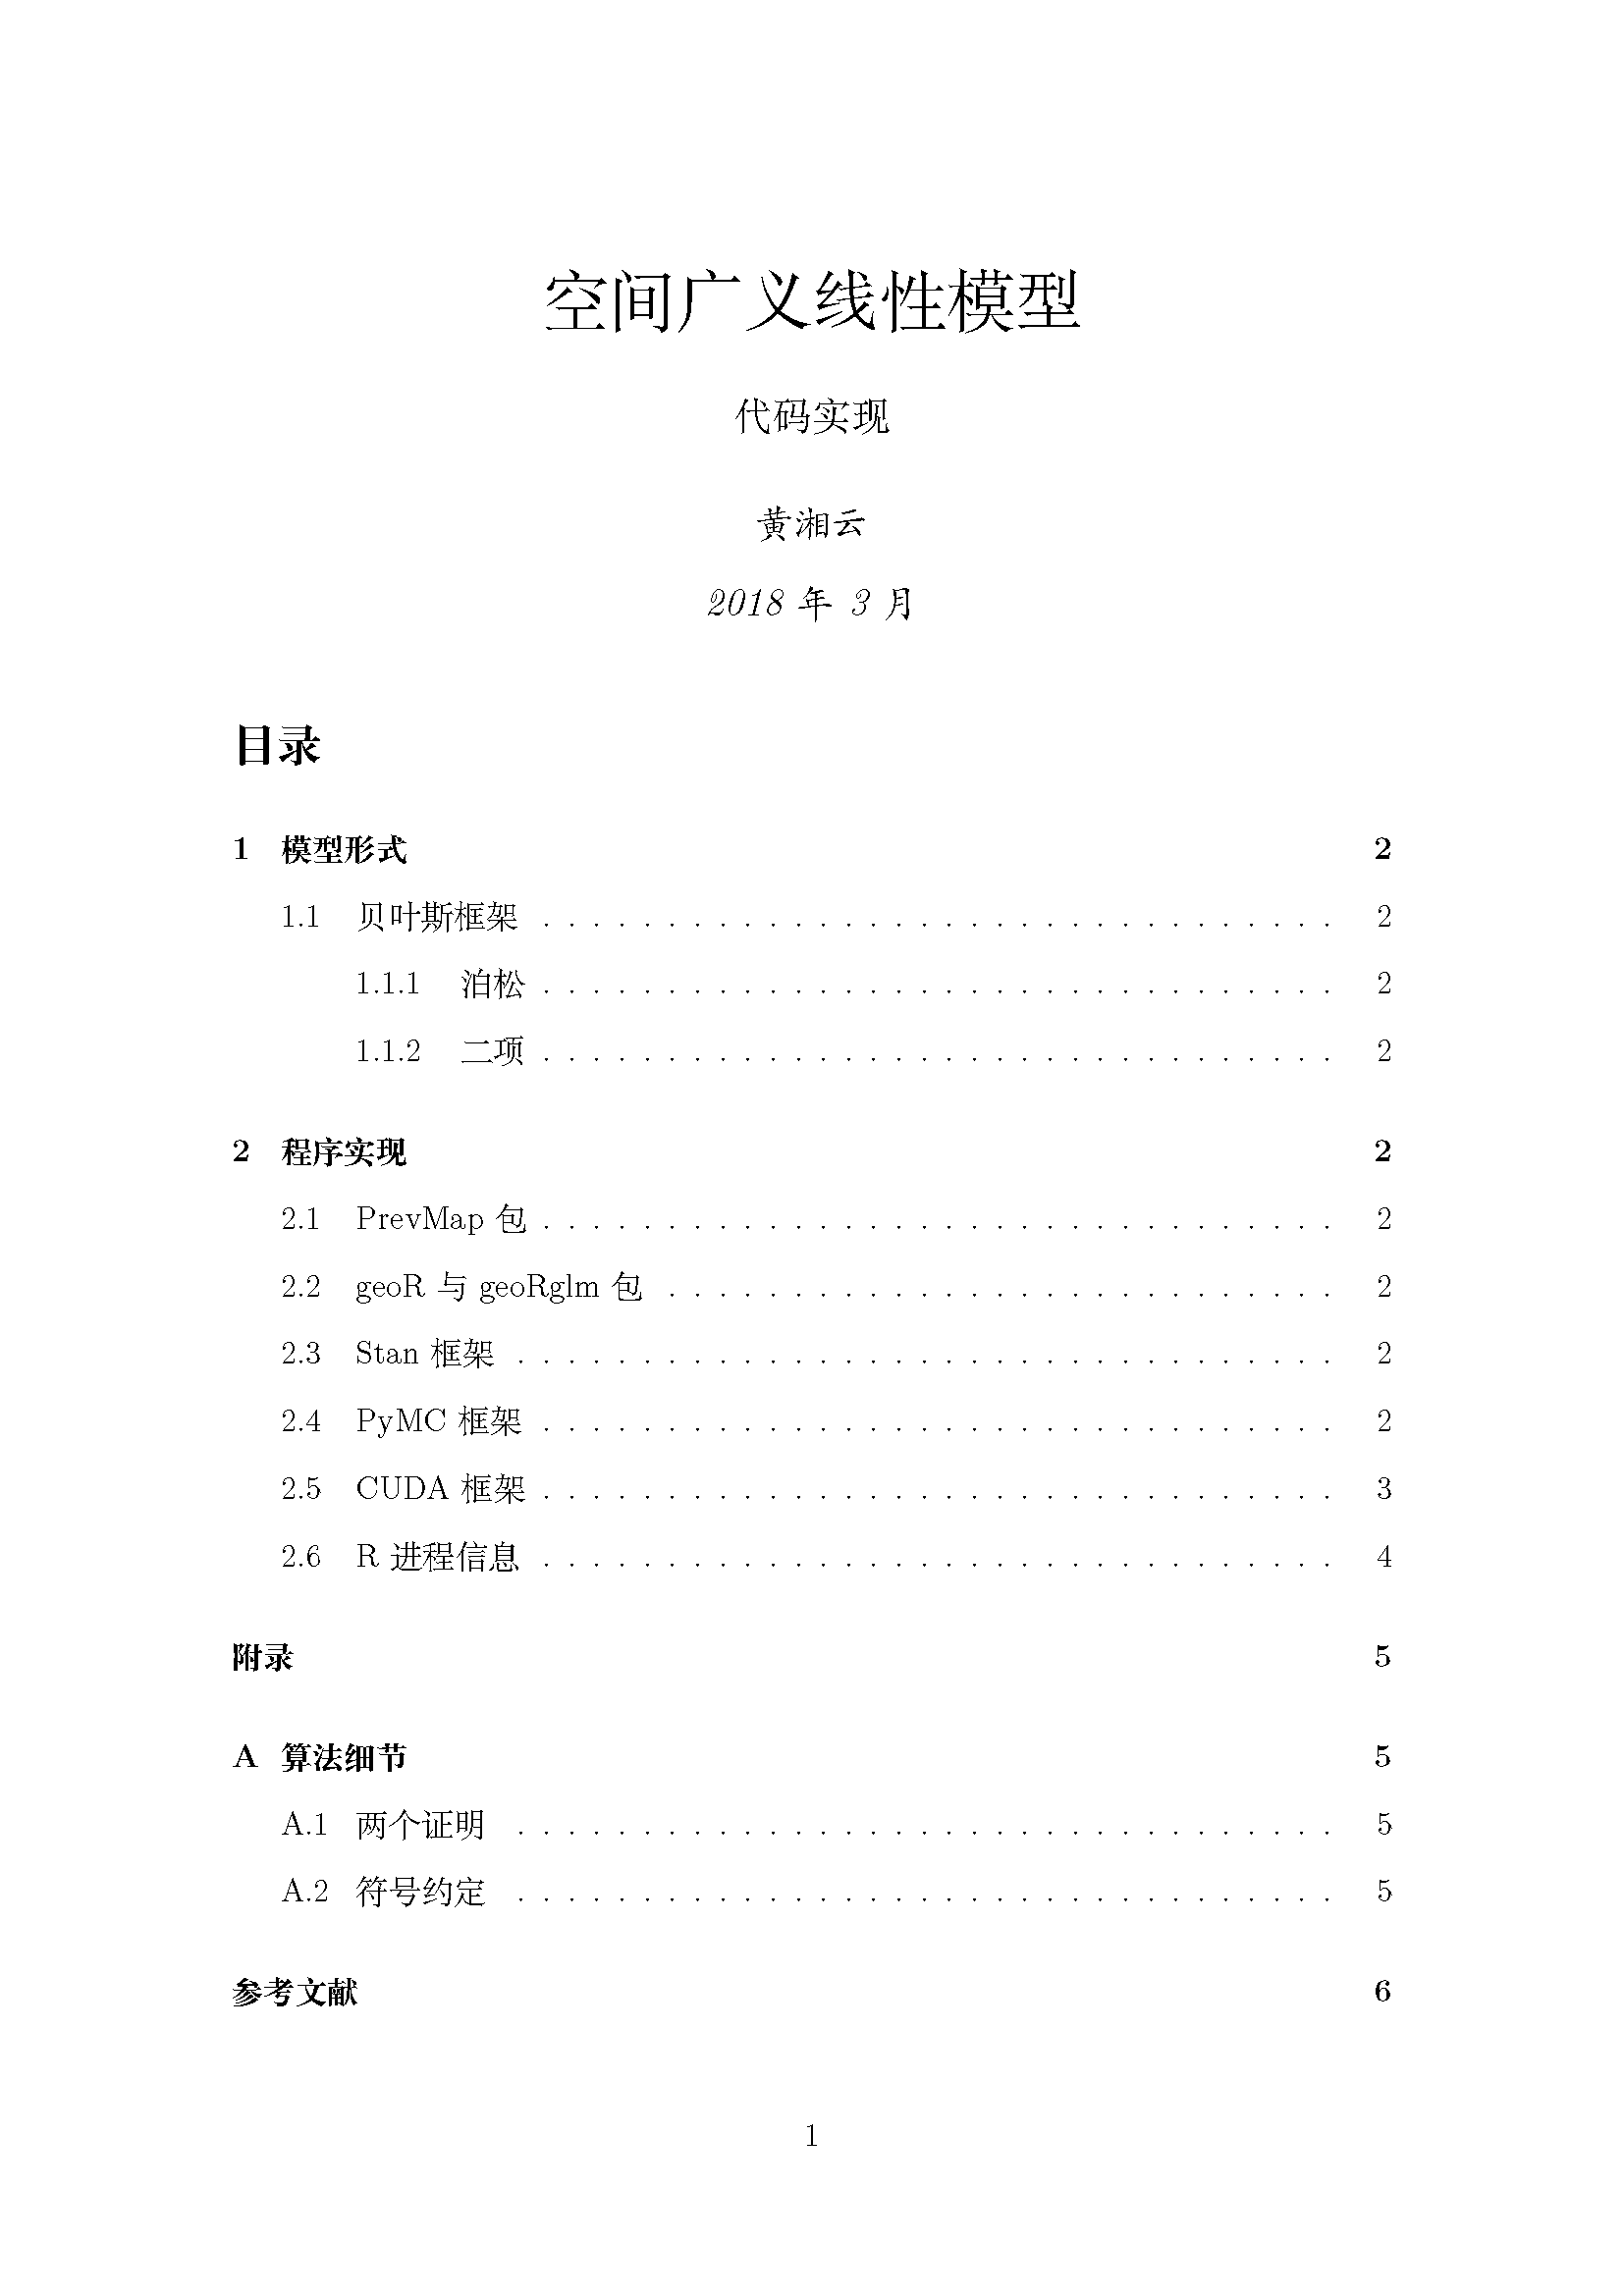 空间广义线性模型
代码实现
黄湘云
2018 年 3 月
目录
1 模型形式 2
1.1 贝叶斯框架 . . . . . . . . . . . . . . . . . . . . . . . . . . . . . . . . 2
1.1.1 泊松 . . . . . . . . . . . . . . . . . . . . . . . . . . . . . . . . 2
1.1.2 二项 . . . . . . . . . . . . . . . . . . . . . . . . . . . . . . . . 2
2 程序实现 2
2.1 PrevMap 包 . . . . . . . . . . . . . . . . . . . . . . . . . . . . . . . . 2
2.2 geoR 与 geoRglm 包 . . . . . . . . . . . . . . . . . . . . . . . . . . . 2
2.3 Stan 框架 . . . . . . . . . . . . . . . . . . . . . . . . . . . . . . . . . 2
2.4 PyMC 框架 . . . . . . . . . . . . . . . . . . . . . . . . . . . . . . . . 2
2.5 CUDA 框架 . . . . . . . . . . . . . . . . . . . . . . . . . . . . . . . . 3
2.6 R 进程信息 . . . . . . . . . . . . . . . . . . . . . . . . . . . . . . . . 4
附录 5
A 算法细节 5
A.1 两个证明 . . . . . . . . . . . . . . . . . . . . . . . . . . . . . . . . . 5
A.2 符号约定 . . . . . . . . . . . . . . . . . . . . . . . . . . . . . . . . . 5
参考文献 6
1